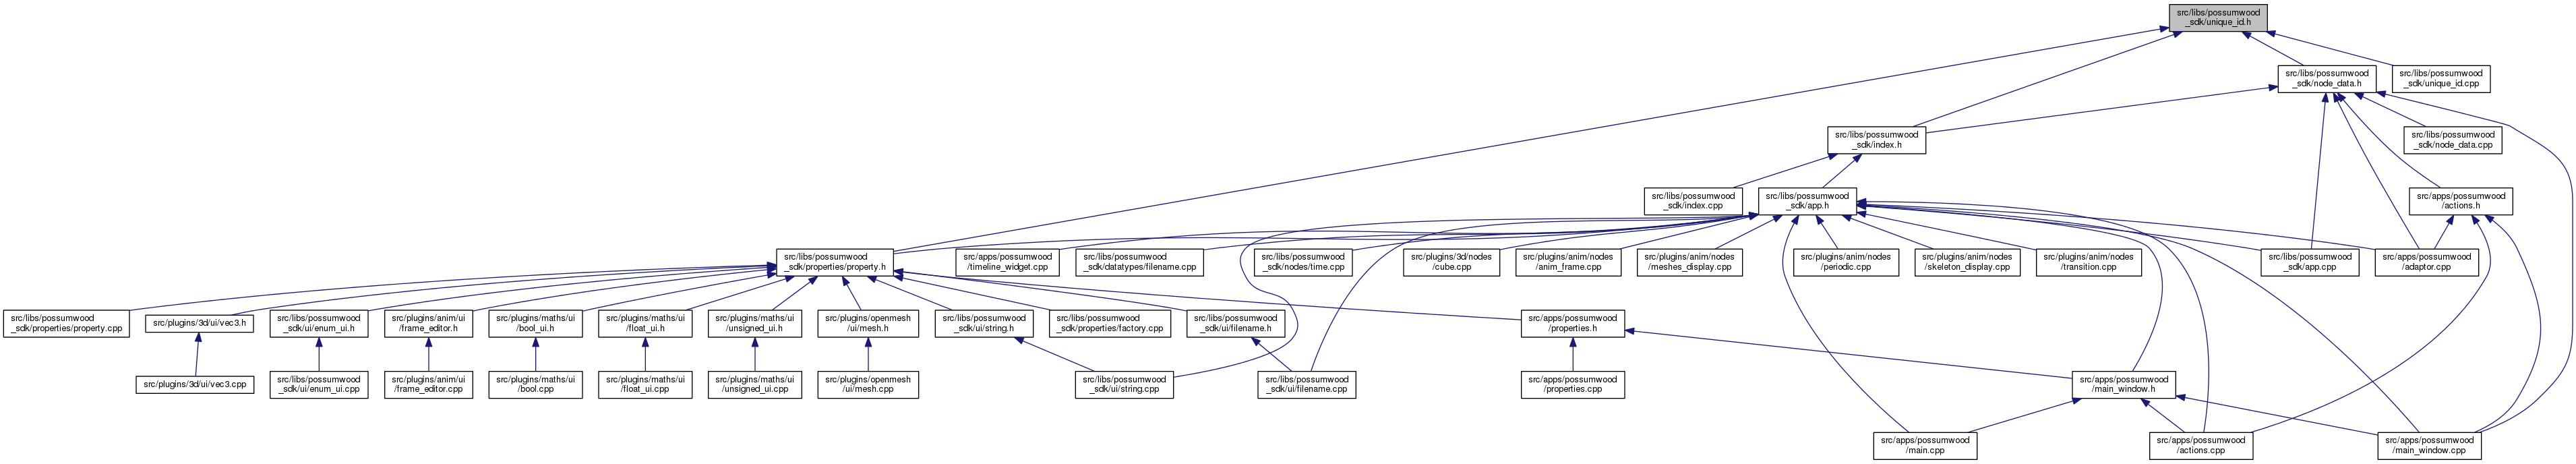 src/libs/possumwood
_sdk/unique_id.h
src/libs/possumwood
_sdk/node_data.h
src/libs/possumwood
_sdk/unique_id.cpp
src/libs/possumwood
_sdk/index.h
src/libs/possumwood
_sdk/node_data.cpp
src/libs/possumwood
_sdk/index.cpp
src/libs/possumwood
_sdk/app.h
src/apps/possumwood
/actions.h
src/libs/possumwood
_sdk/properties/property.h
src/apps/possumwood
/timeline_widget.cpp
src/libs/possumwood
_sdk/datatypes/filename.cpp
src/libs/possumwood
_sdk/nodes/time.cpp
src/plugins/3d/nodes
/cube.cpp
src/plugins/anim/nodes
/anim_frame.cpp
src/plugins/anim/nodes
/meshes_display.cpp
src/plugins/anim/nodes
/periodic.cpp
src/plugins/anim/nodes
/skeleton_display.cpp
src/plugins/anim/nodes
/transition.cpp
src/libs/possumwood
_sdk/app.cpp
src/apps/possumwood
/adaptor.cpp
src/libs/possumwood
_sdk/properties/property.cpp
src/plugins/3d/ui/vec3.h
src/libs/possumwood
_sdk/ui/enum_ui.h
src/plugins/anim/ui
/frame_editor.h
src/plugins/maths/ui
/bool_ui.h
src/plugins/maths/ui
/float_ui.h
src/plugins/maths/ui
/unsigned_ui.h
src/plugins/openmesh
/ui/mesh.h
src/libs/possumwood
_sdk/ui/string.h
src/libs/possumwood
_sdk/properties/factory.cpp
src/libs/possumwood
_sdk/ui/filename.h
src/apps/possumwood
/properties.h
src/plugins/3d/ui/vec3.cpp
src/libs/possumwood
_sdk/ui/enum_ui.cpp
src/plugins/anim/ui
/frame_editor.cpp
src/plugins/maths/ui
/bool.cpp
src/plugins/maths/ui
/float_ui.cpp
src/plugins/maths/ui
/unsigned_ui.cpp
src/plugins/openmesh
/ui/mesh.cpp
src/libs/possumwood
_sdk/ui/string.cpp
src/libs/possumwood
_sdk/ui/filename.cpp
src/apps/possumwood
/properties.cpp
src/apps/possumwood
/main_window.h
src/apps/possumwood
/main.cpp
src/apps/possumwood
/actions.cpp
src/apps/possumwood
/main_window.cpp